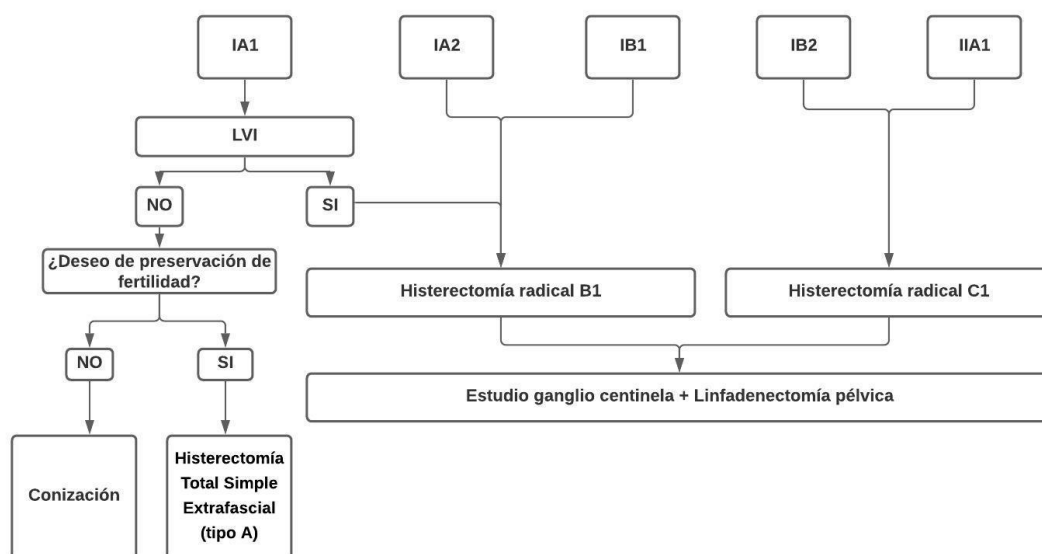 IA1
IA2
IB1
IB2
IIA1
LVI
NO
SI
¿Deseo de preservación de
fertilidad?
Histerectomía radical B1
Histerectomía radical C1
NO
SI
Estudio ganglio centinela + Linfadenectomía pélvica
Conización
Histerectomía
Total Simple
Extrafascial
(tipo A)